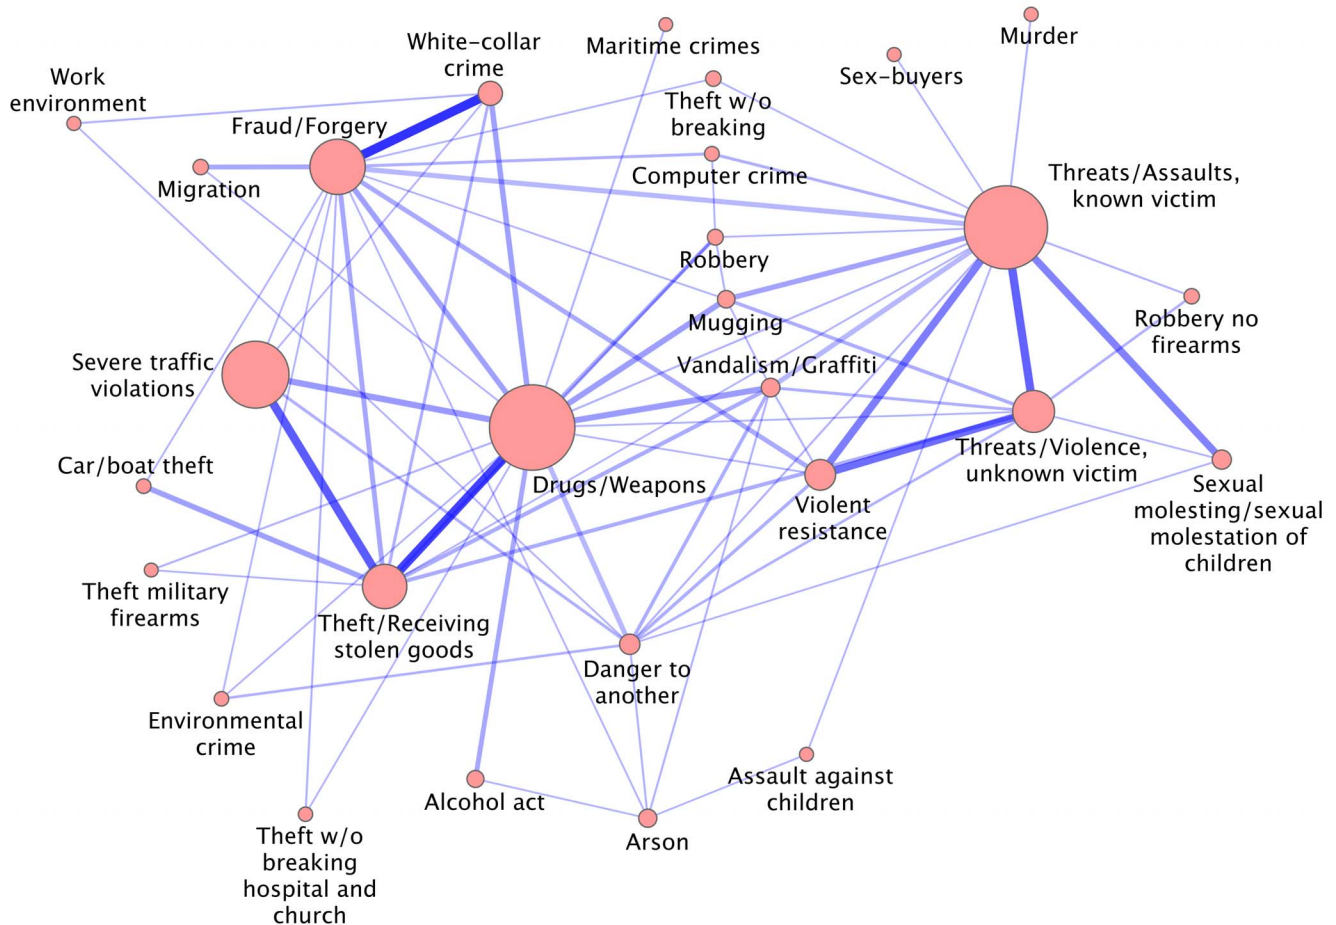 White-collar
crime
Maritime crimes
Murder
Sex-buyers
Work
environment
Theft w/o
breaking
Fraud/Forgery
Migration
Computer crime
Threats/Assaults,
known victim
Robbery
Mugging
Robbery no
firearms
Severe traffic
violations
Vandalism/Graffiti
Car/boat theft
Drugs/Weapons
Threats/Violence,
unknown victim
Violent
resistance
Sexual
molesting/sexual
molestation of
children
Theft military
firearms
Theft/Receiving
stolen goods
Danger to
another
Environmental
crime
Alcohol act
Assault against
children
Arson
Theft w/o
breaking
hospital and
church